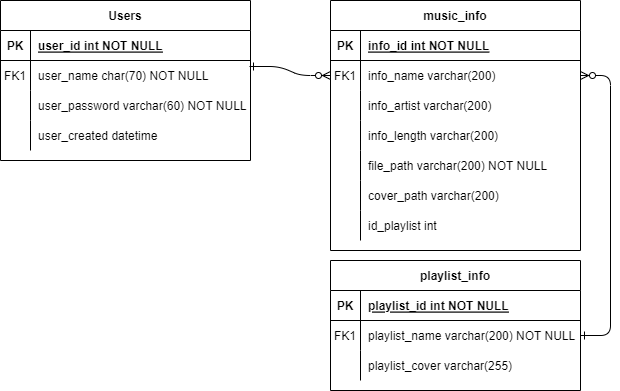 Users
PK user_id int NOT NULL
FK1 user_name char(70) NOT NULL
user_password varchar(60) NOT NULL
user_created datetime
music_info
PK info_id int NOT NULL
FK1 info_name varchar(200)
info_artist varchar(200)
info_length varchar(200)
file_path varchar(200) NOT NULL
cover_path varchar(200)
id_playlist int
playlist_info
PK playlist_id int NOT NULL
FK1 playlist_name varchar(200) NOT NULL
playlist_cover varchar(255)